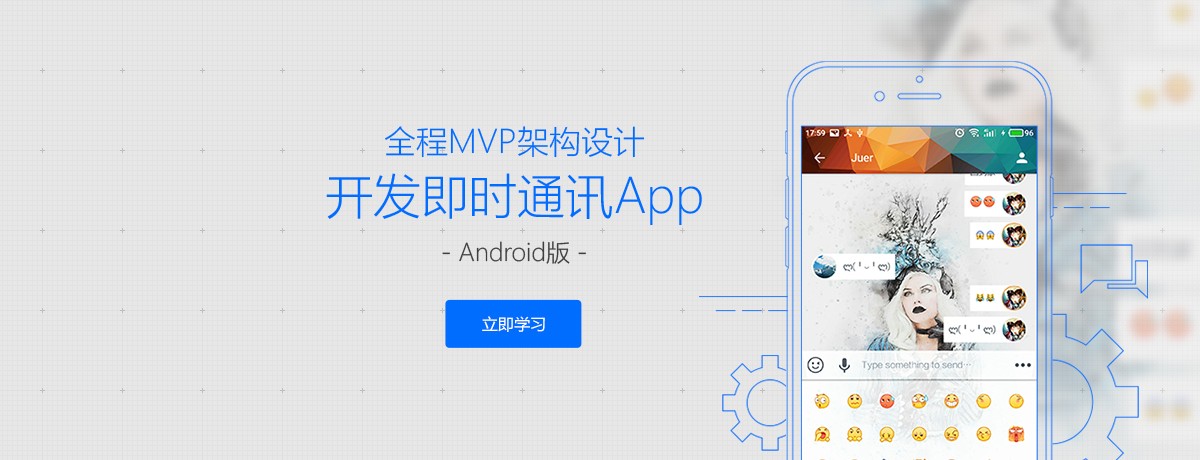 全程MVP架构设计
开发即时通讯App
- Android版 -
立即学习
17:59
96
Juer
ლ(╹◡╹ლ)
ლ(╹◡╹ლ)
Type something to send…